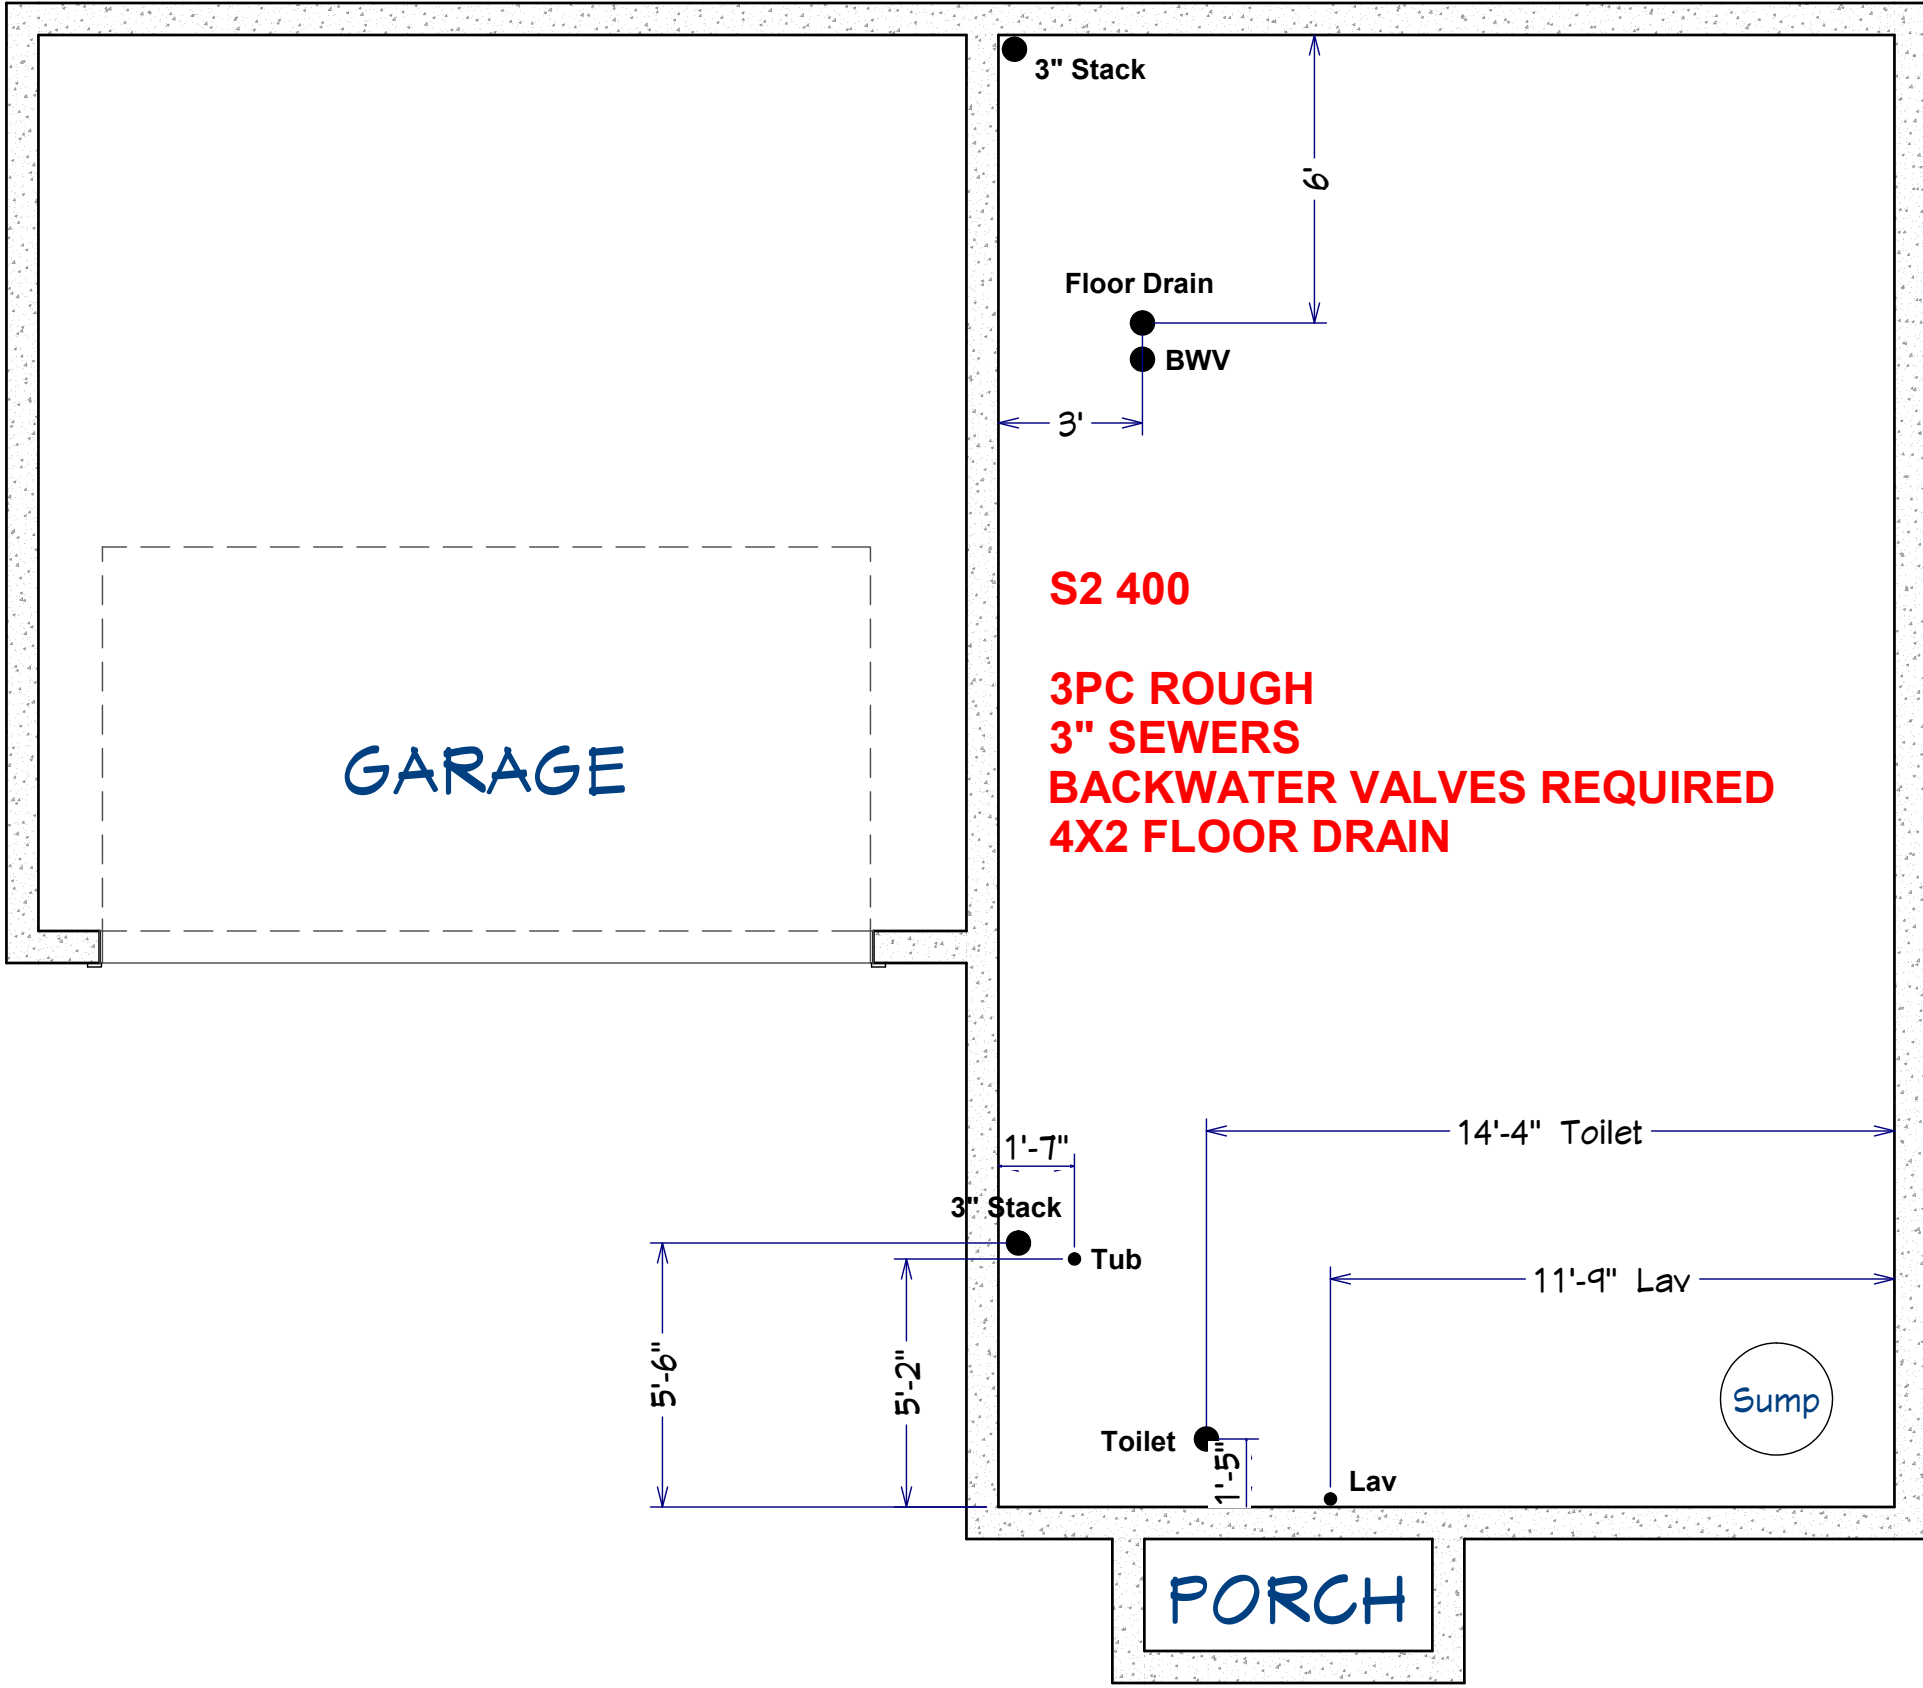 3" Stack
6'
Floor Drain
BWV
3'
S2 400
3PC ROUGH
3" SEWERS
BACKWATER VALVES REQUIRED
4X2 FLOOR DRAIN
GARAGE
14'-4" Toilet
1'-7"
3" Stack
Tub
11'-9" Lav
5'-6"
5'-2"
Sump
Toilet
1'-5"
Lav
PORCH